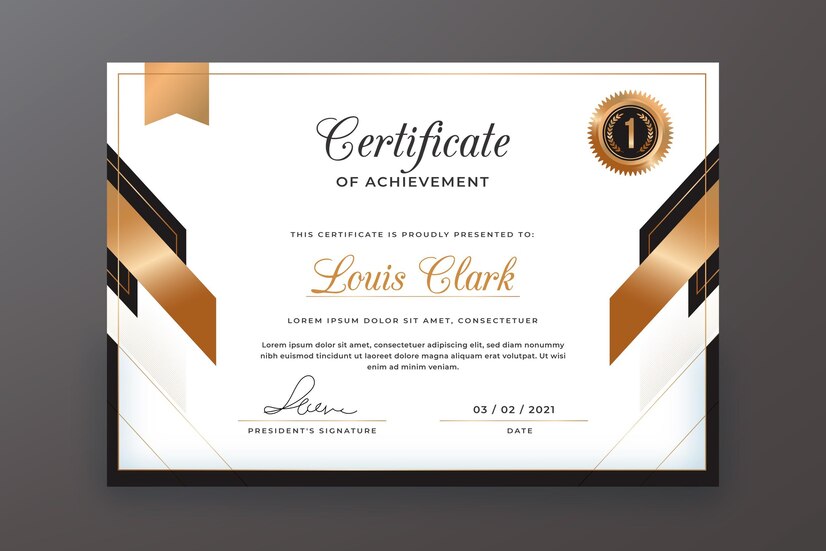 1
Certificate
OF ACHIEVEMENT
THIS CERTIFICATE IS PROUDLY PRESENTED TO:
Louis Clark
LOREM IPSUM DOLOR SIT AMET, CONSECTETUER
Lorem ipsum dolor sit amet, consectetuer adipiscing elit, sed diam nonummy
nibh euismod tincidunt ut laoreet dolore magna aliquam erat volutpat. Ut wisi
enim ad minim veniam.
03 / 02 / 2021
PRESIDENT'S SIGNATURE
DATE